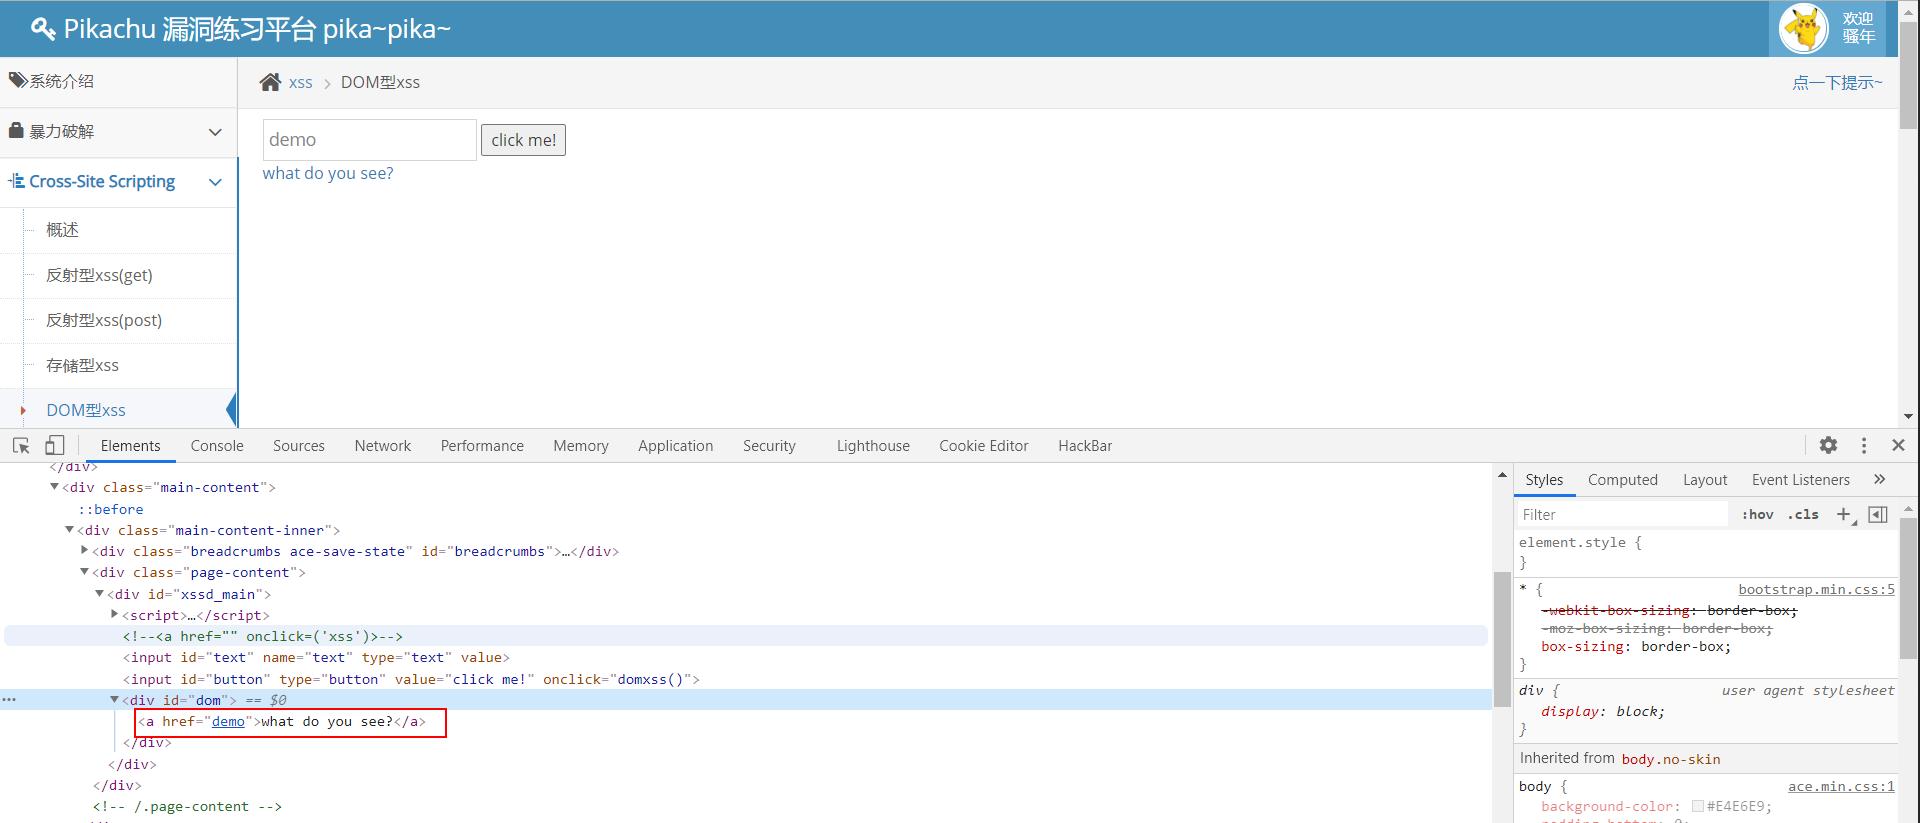 Pikachu 漏洞练习平台 pika~pika~
欢迎
骚年
系统介绍
xss
DOM型xss
点一下提示~
暴力破解
demo
click me!
what do you see?
Cross-Site Scripting
概述
反射型xss(get)
反射型xss(post)
存储型xss
DOM型xss
Elements
Console
Sources
Network
Performance
Memory
Application
Security
Lighthouse
Cookie Editor
HackBar
</div>
<div class="main-content">
::before
<div class="main-content-inner">
<div class="breadcrumbs ace-save-state" id="breadcrumbs">…</div>
<div class="page-content">
<div id="xssd_main">
<script>…</script>
<!--<a href="" onclick=('xss')>-->
<input id="text" name="text" type="text" value>
<input id="button" type="button" value="click me!" onclick="domxss()">
<div id="dom"> == $0
<a href="demo">what do you see?</a>
</div>
</div>
</div>
<!-- /.page-content -->
Styles
Computed
Layout
Event Listeners
Filter
:hov
.cls
element.style {
}
* {
bootstrap.min.css:5
-webkit-box-sizing: border-box;
-moz-box-sizing: border-box;
box-sizing: border-box;
}
div {
user agent stylesheet
display: block;
}
Inherited from body.no-skin
body {
ace.min.css:1
background-color: #E4E6E9;